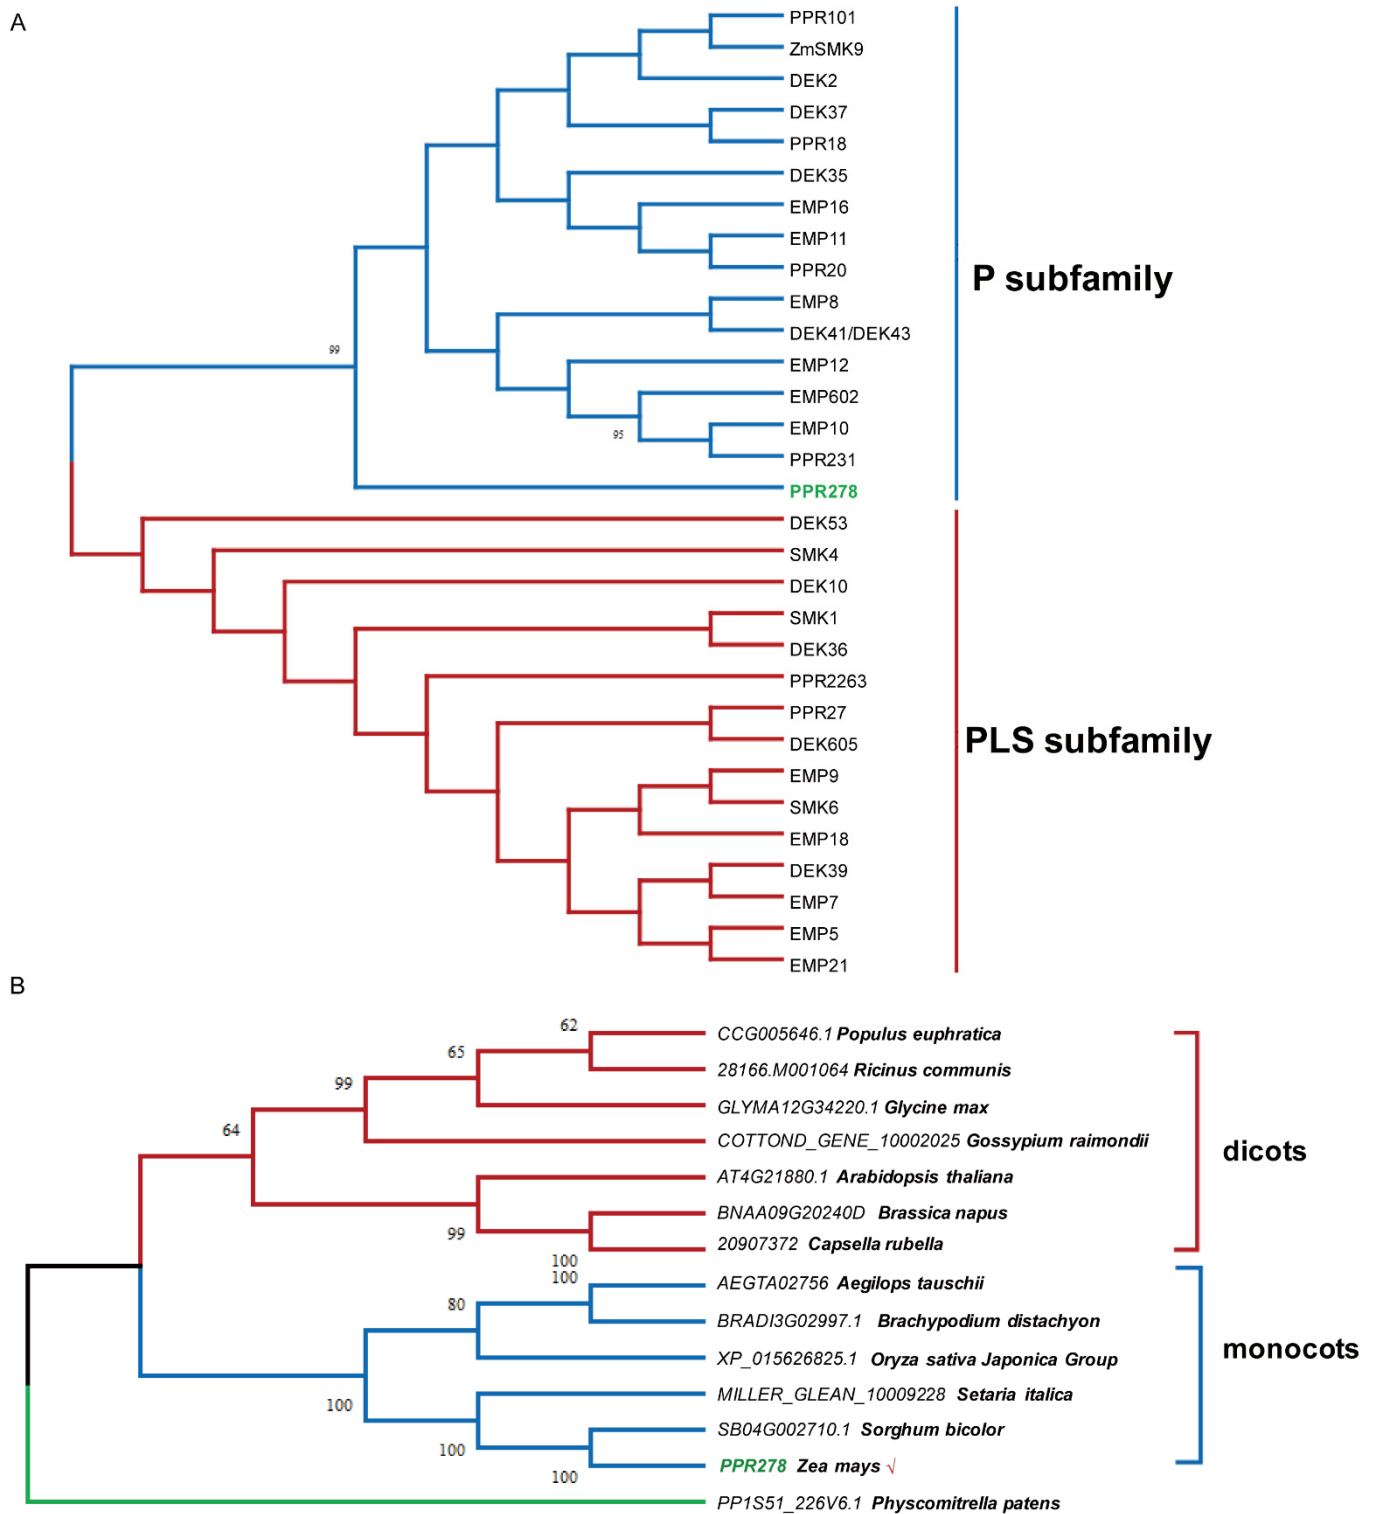 A
PPR101
ZmSMK9
DEK2
DEK37
PPR18
DEK35
EMP16
EMP11
PPR20
P subfamily
EMP8
DEK41/DEK43
99
EMP12
EMP602
EMP10
95
PPR231
PPR278
DEK53
SMK4
DEK10
SMK1
DEK36
PPR2263
PPR27
DEK605
PLS subfamily
EMP9
SMK6
EMP18
DEK39
EMP7
EMP5
EMP21
B
62
CCG005646.1 Populus euphratica
65
28166.M001064 Ricinus communis
99
GLYMA12G34220.1 Glycine max
64
COTTOND_GENE_10002025 Gossypium raimondii
dicots
AT4G21880.1 Arabidopsis thaliana
BNAA09G20240D Brassica napus
99
20907372 Capsella rubella
100
100
AEGTA02756 Aegilops tauschii
80
BRADI3G02997.1 Brachypodium distachyon
monocots
XP_015626825.1 Oryza sativa Japonica Group
MILLER_GLEAN_10009228 Setaria italica
100
SB04G002710.1 Sorghum bicolor
100
PPR278 Zea mays √
100
PP1S51_226V6.1 Physcomitrella patens